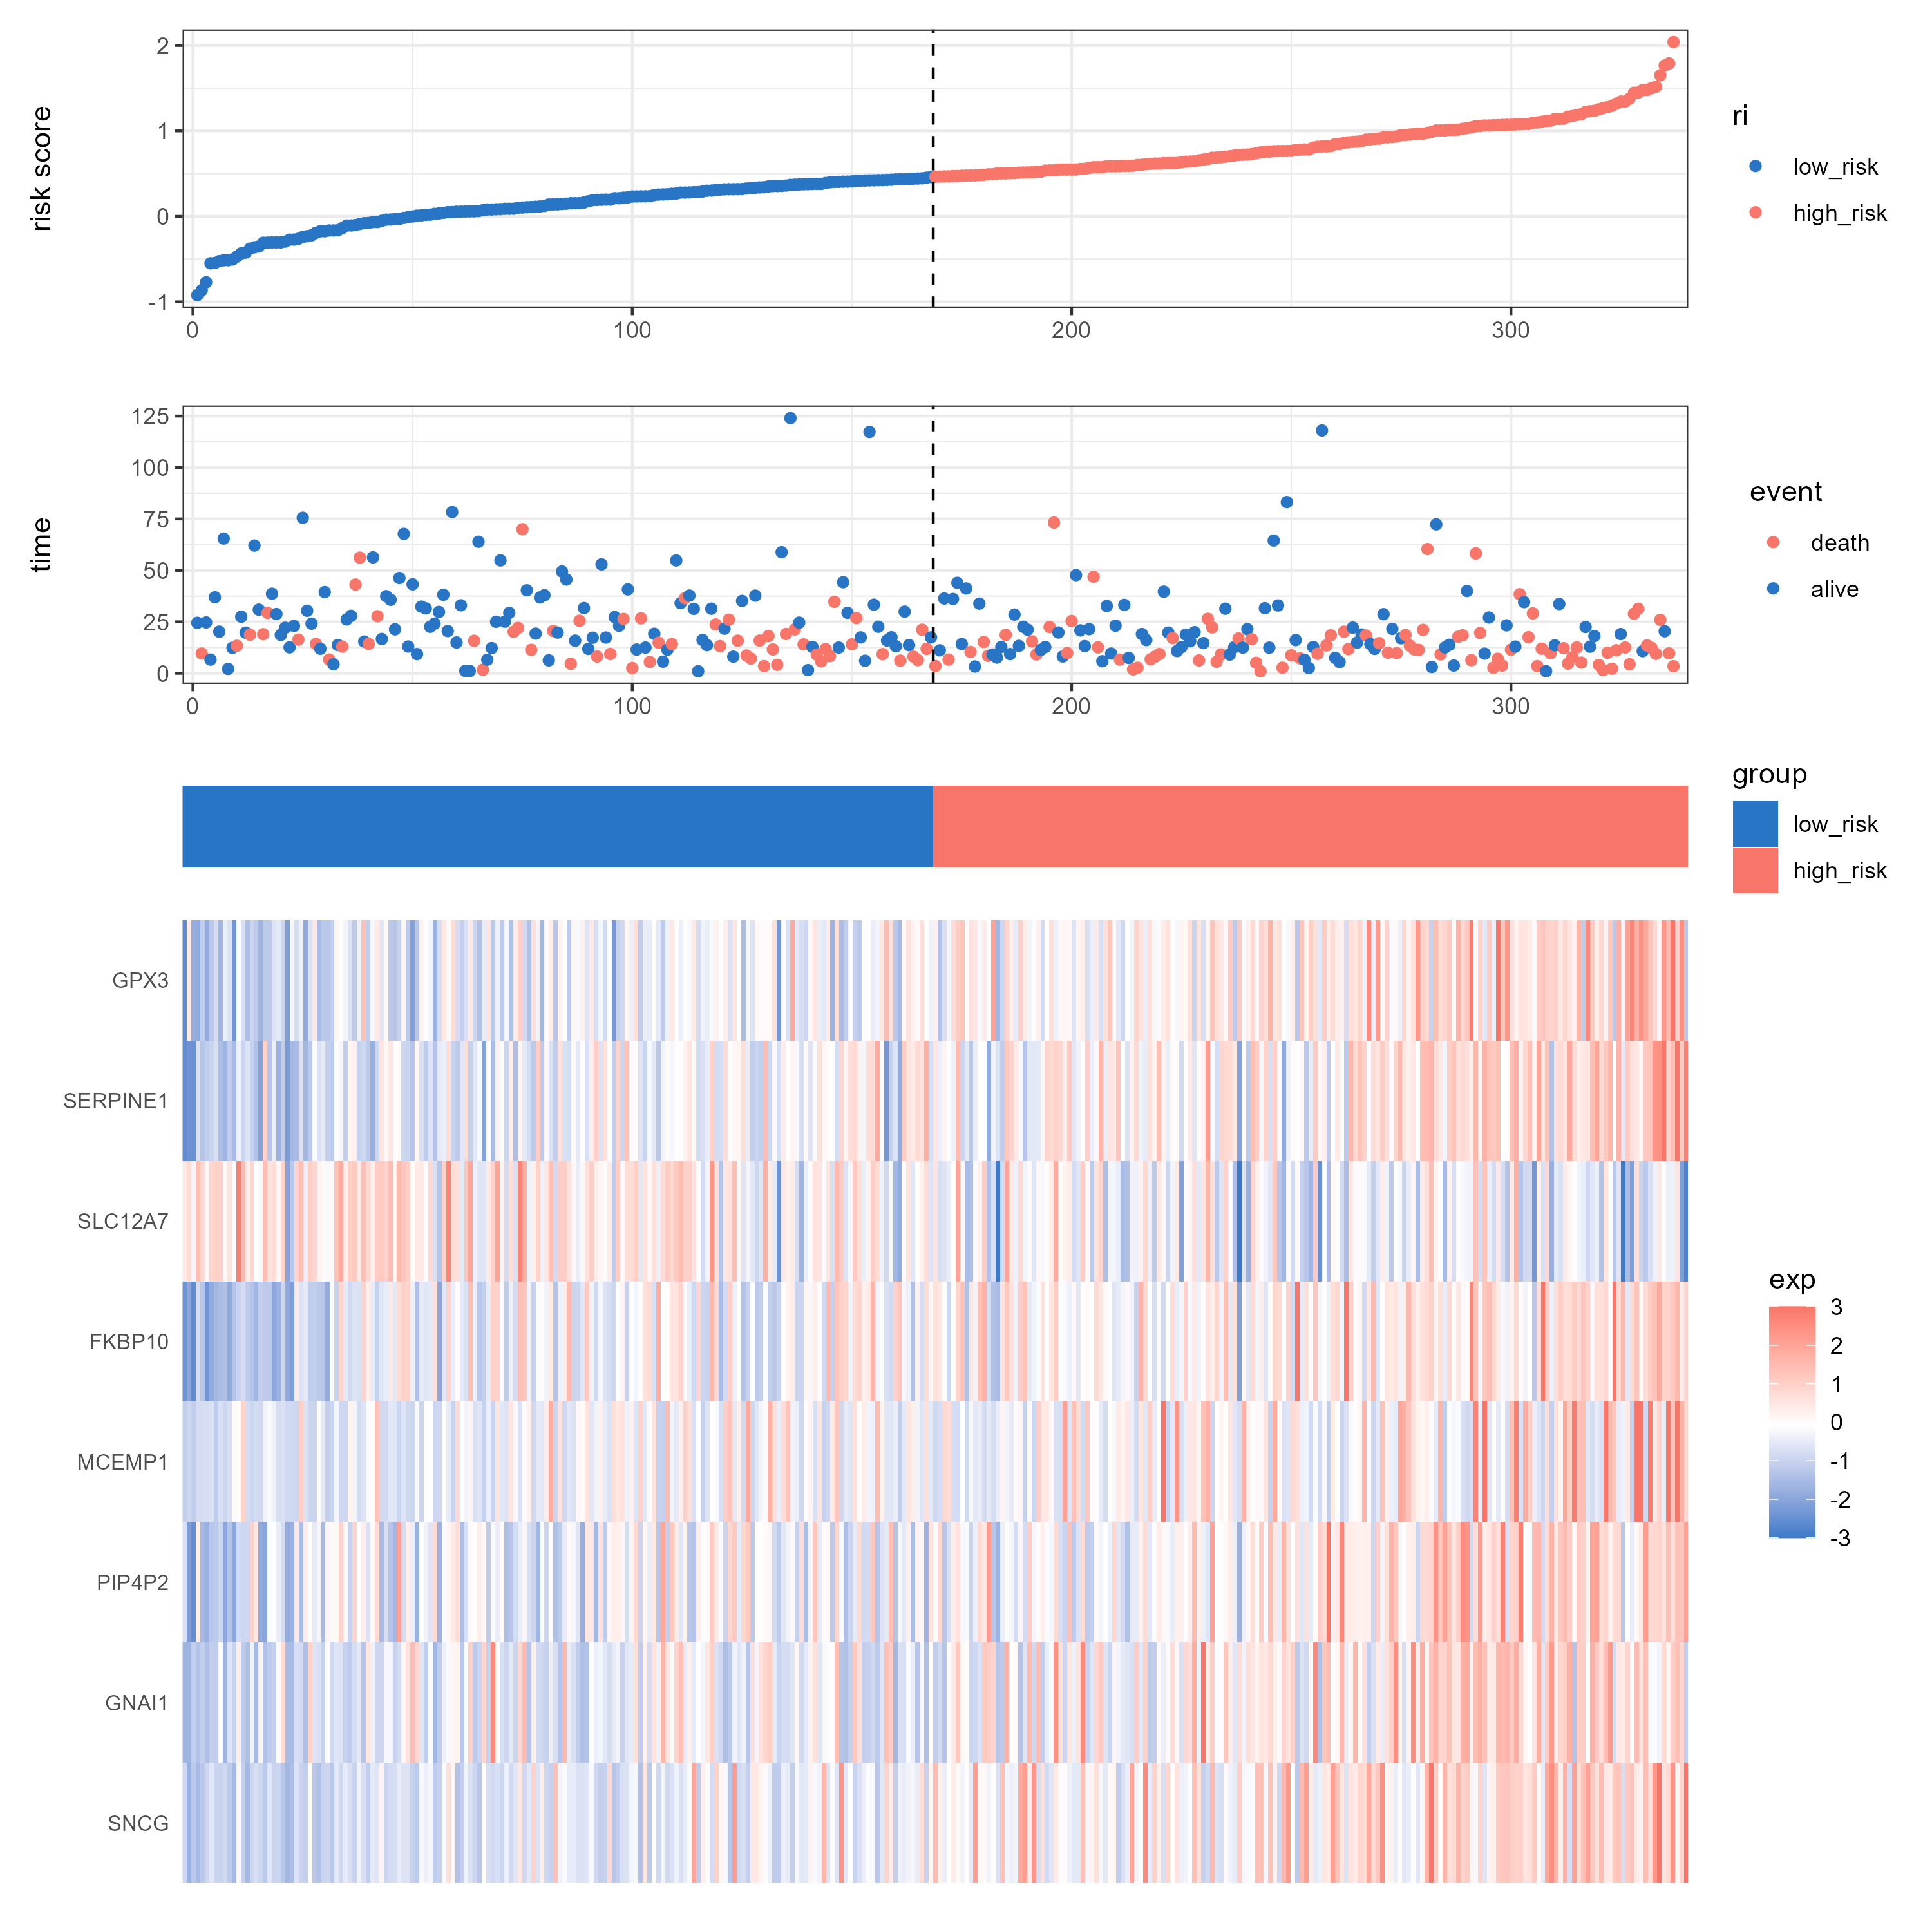 risk score
2
1
0
-1
0 100 200 300
ri
low_risk
high_risk
time
125
100
75
50
25
0
0 100 200 300
event
death
alive
group
low_risk
high_risk
GPX3
SERPINE1
SLC12A7
FKBP10
MCEMP1
PIP4P2
GNAI1
SNCG
exp
3
2
1
0
-1
-2
-3